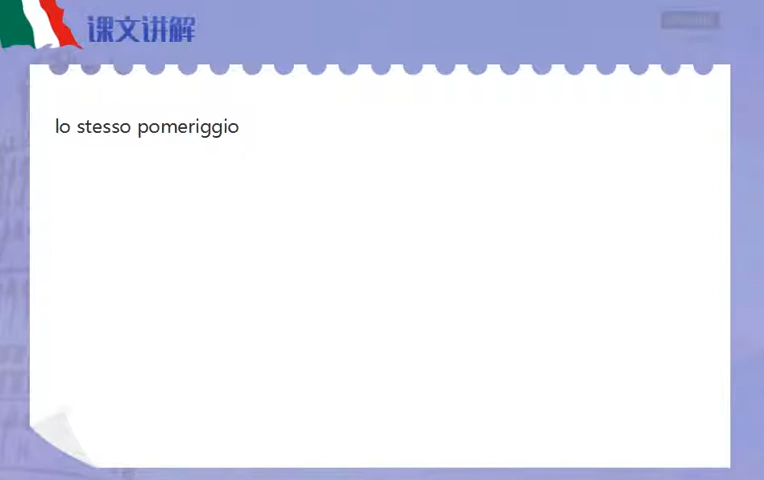 课文讲解
lo stesso pomeriggio